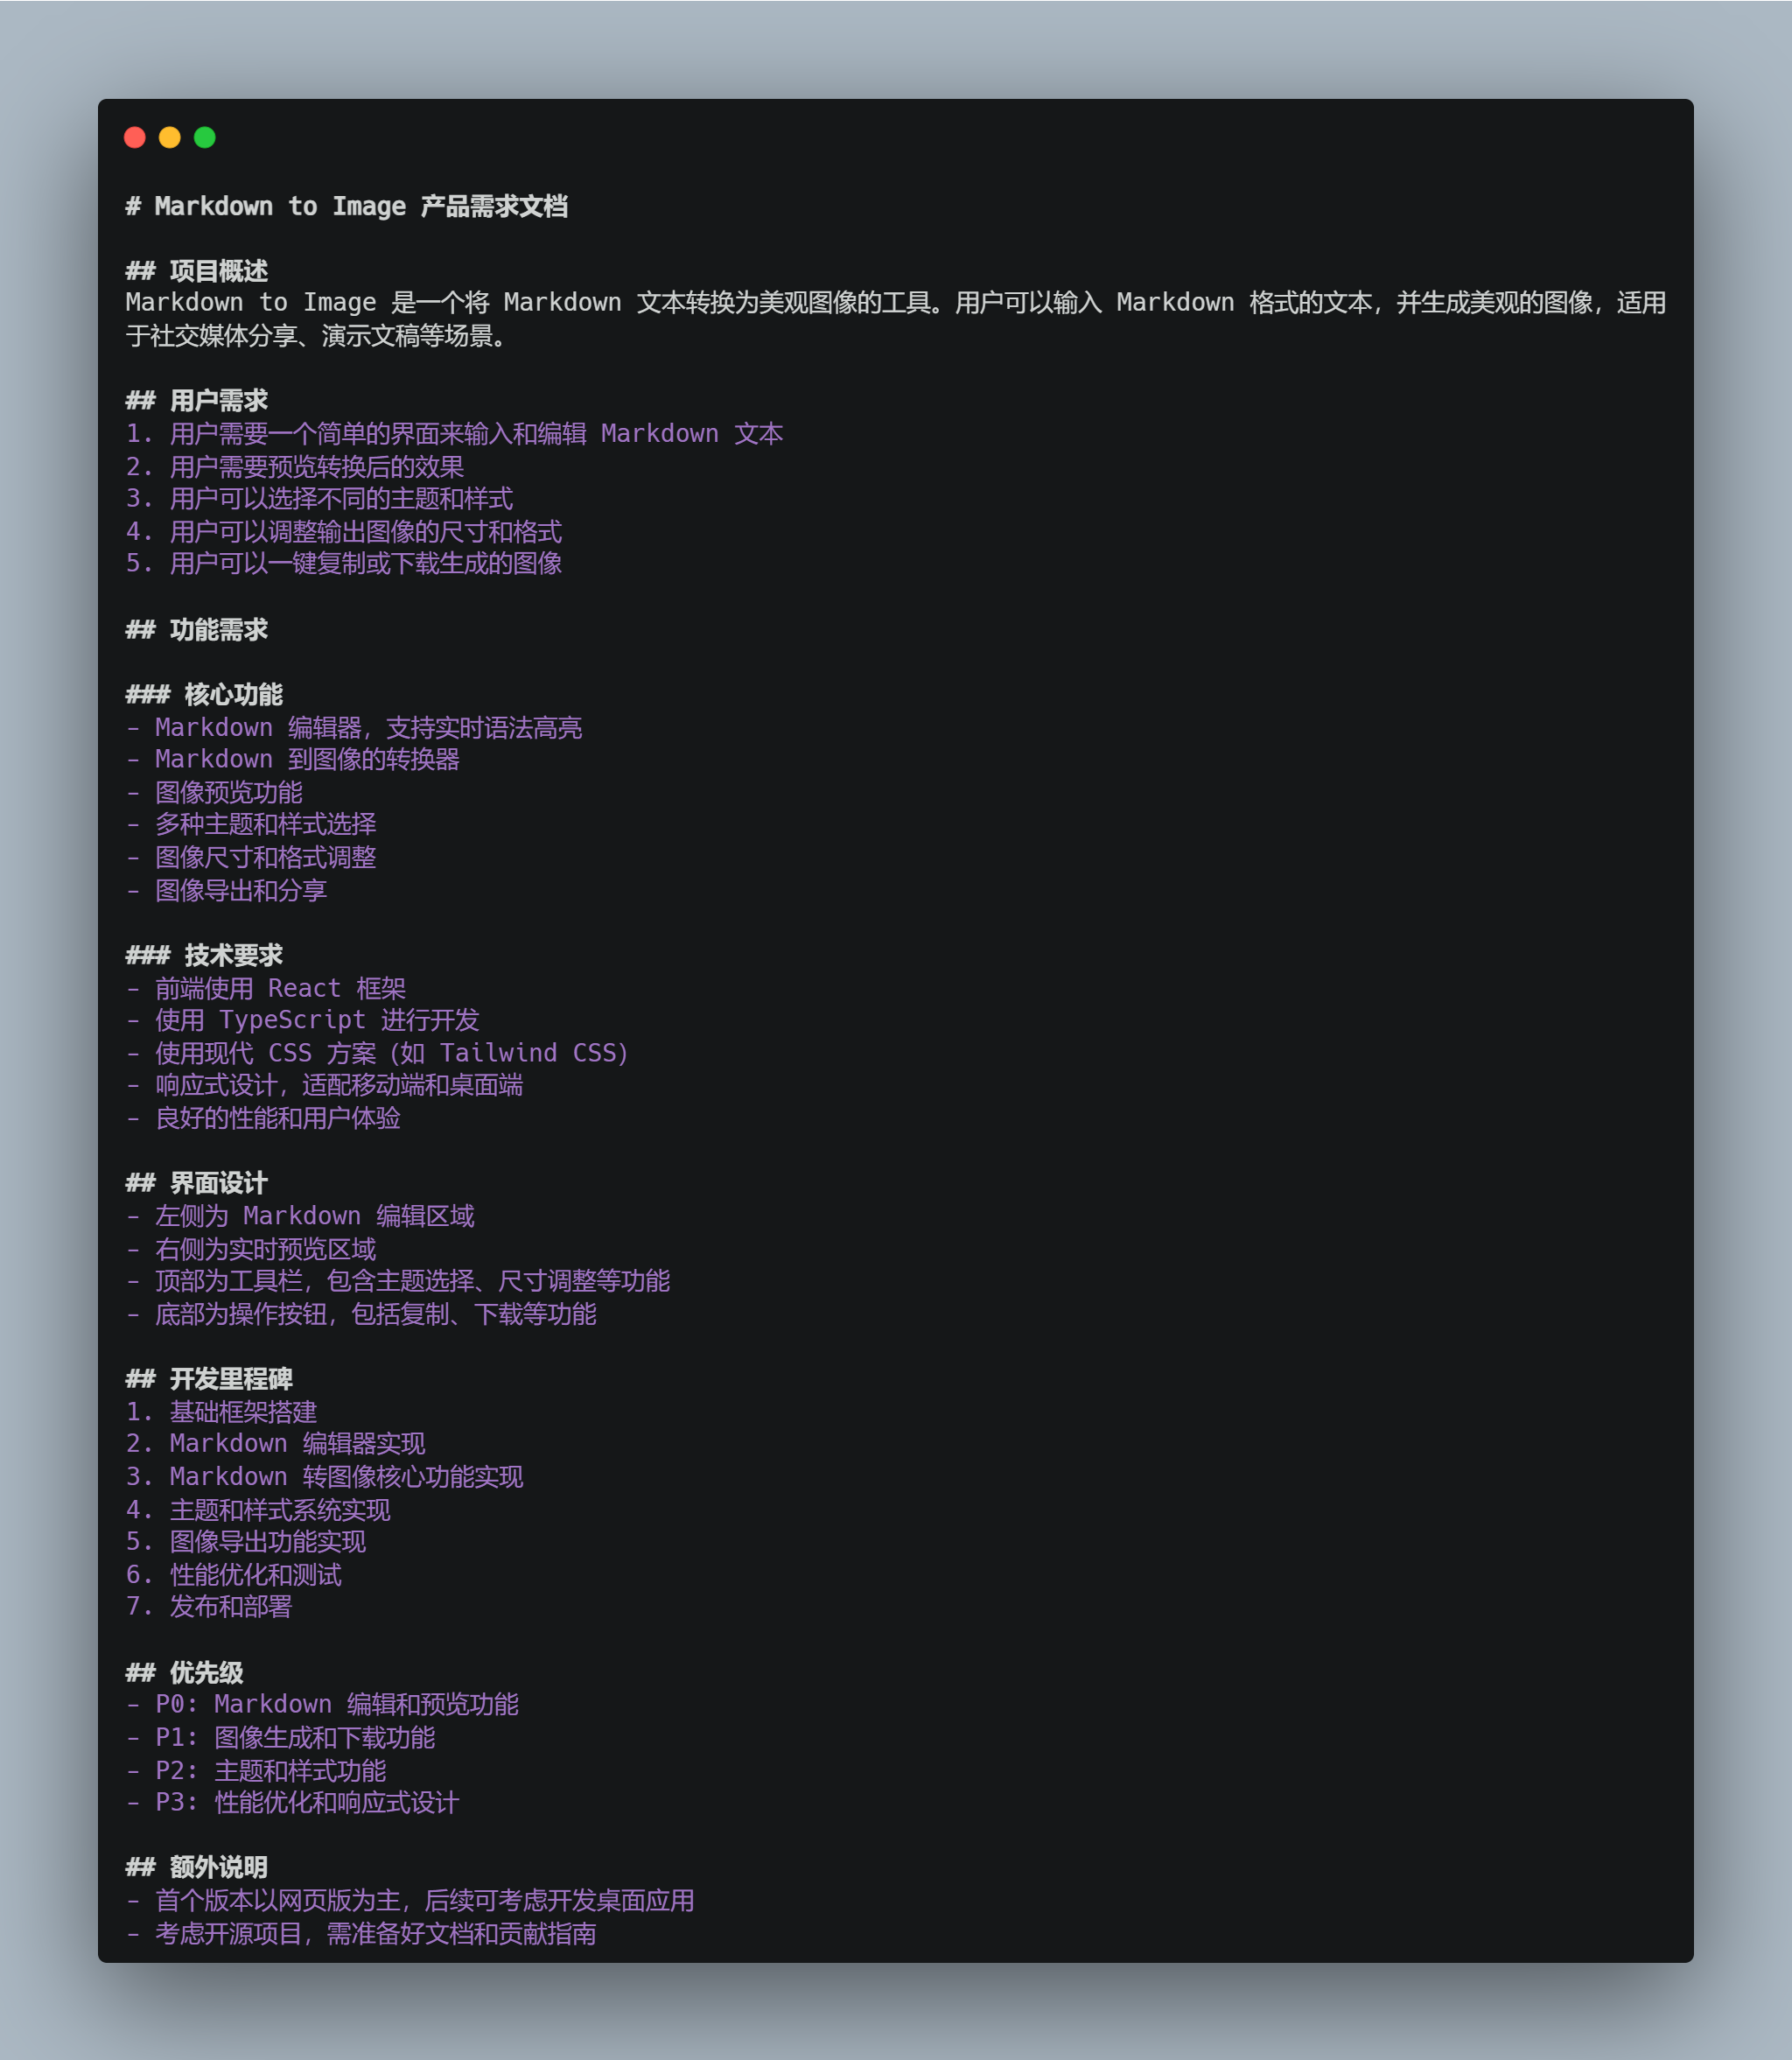 # Markdown to Image 产品需求文档
## 项目概述
Markdown to Image 是一个将 Markdown 文本转换为美观图像的工具。用户可以输入 Markdown 格式的文本，并生成美观的图像，适用
于社交媒体分享、演示文稿等场景。
## 用户需求
1. 用户需要一个简单的界面来输入和编辑 Markdown 文本
2. 用户需要预览转换后的效果
3. 用户可以选择不同的主题和样式
4. 用户可以调整输出图像的尺寸和格式
5. 用户可以一键复制或下载生成的图像
## 功能需求
### 核心功能
- Markdown 编辑器，支持实时语法高亮
- Markdown 到图像的转换器
- 图像预览功能
- 多种主题和样式选择
- 图像尺寸和格式调整
- 图像导出和分享
### 技术要求
- 前端使用 React 框架
- 使用 TypeScript 进行开发
- 使用现代 CSS 方案（如 Tailwind CSS）
- 响应式设计，适配移动端和桌面端
- 良好的性能和用户体验
## 界面设计
- 左侧为 Markdown 编辑区域
- 右侧为实时预览区域
- 顶部为工具栏，包含主题选择、尺寸调整等功能
- 底部为操作按钮，包括复制、下载等功能
## 开发里程碑
1. 基础框架搭建
2. Markdown 编辑器实现
3. Markdown 转图像核心功能实现
4. 主题和样式系统实现
5. 图像导出功能实现
6. 性能优化和测试
7. 发布和部署
## 优先级
- P0: Markdown 编辑和预览功能
- P1: 图像生成和下载功能
- P2: 主题和样式功能
- P3: 性能优化和响应式设计
## 额外说明
- 首个版本以网页版为主，后续可考虑开发桌面应用
- 考虑开源项目，需准备好文档和贡献指南